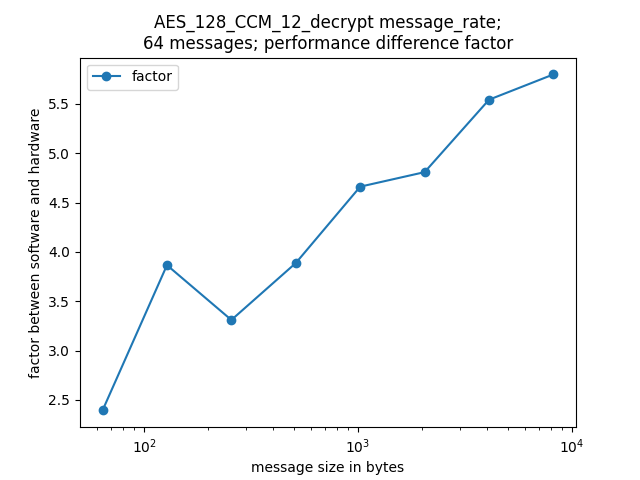 AES_128_CCM_12_decrypt message_rate;
64 messages; performance difference factor
factor
factor between software and hardware
5.5
5.0
4.5
4.0
3.5
3.0
2.5
10²
10³
10⁴
message size in bytes